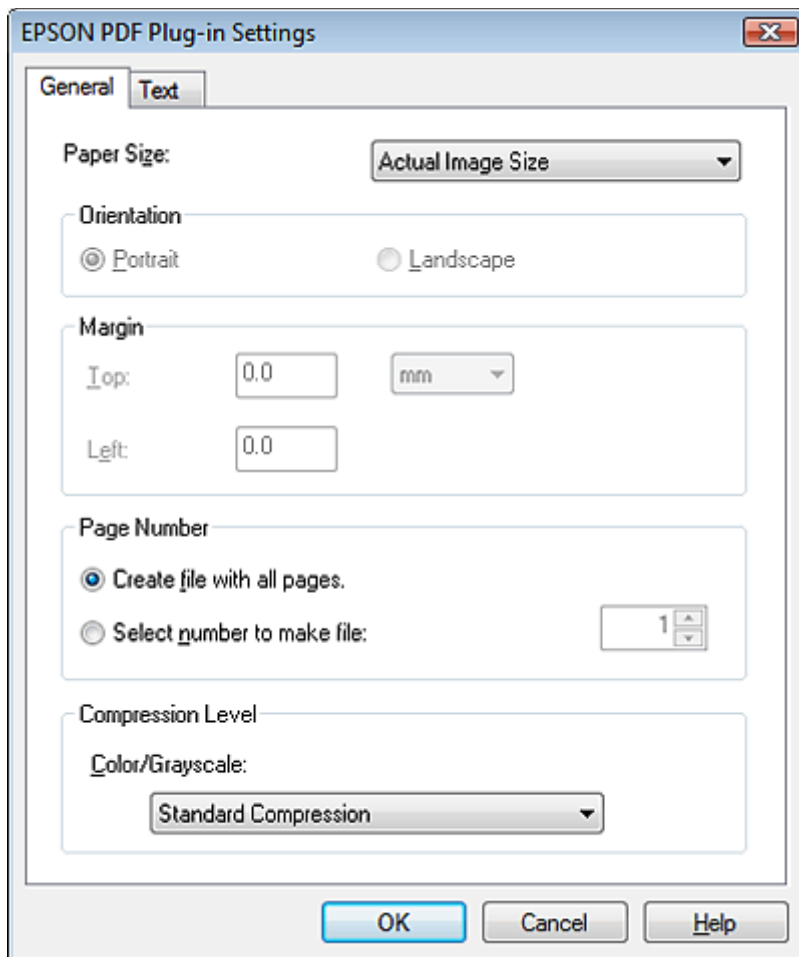 EPSON PDF Plug-in Settings
General Text
Paper Size: Actual Image Size
Orientation
Portrait Landscape
Margin
Top: 0.0 mm
Left: 0.0
Page Number
Create file with all pages.
Select number to make file: 1
Compression Level
Color/Grayscale:
Standard Compression
OK Cancel Help